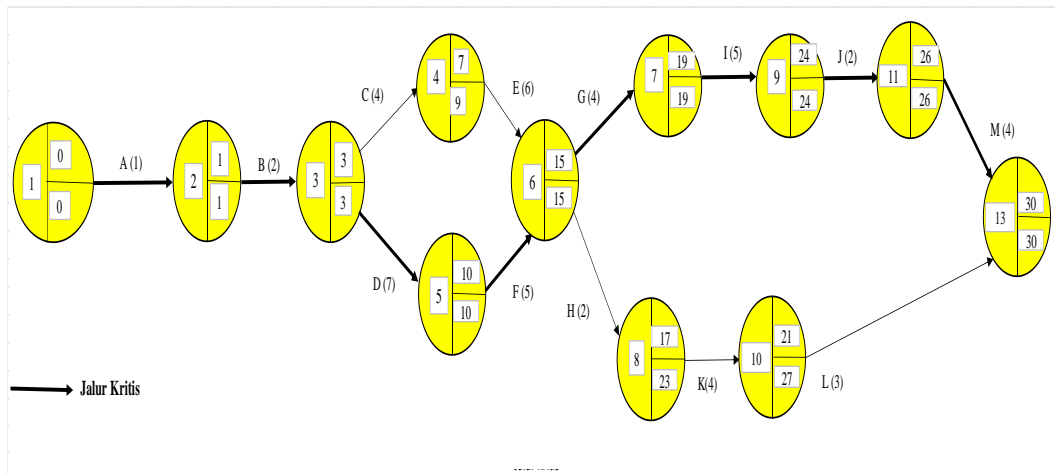 1
0
0
A (1)
2
1
1
B (2)
3
3
3
C (4)
4
7
9
E (6)
D (7)
5
10
10
F (5)
6
15
15
G (4)
7
19
19
I (5)
9
24
24
J (2)
11
26
26
M (4)
13
30
30
H (2)
8
17
23
K(4)
10
21
27
L (3)
Jalur Kritis